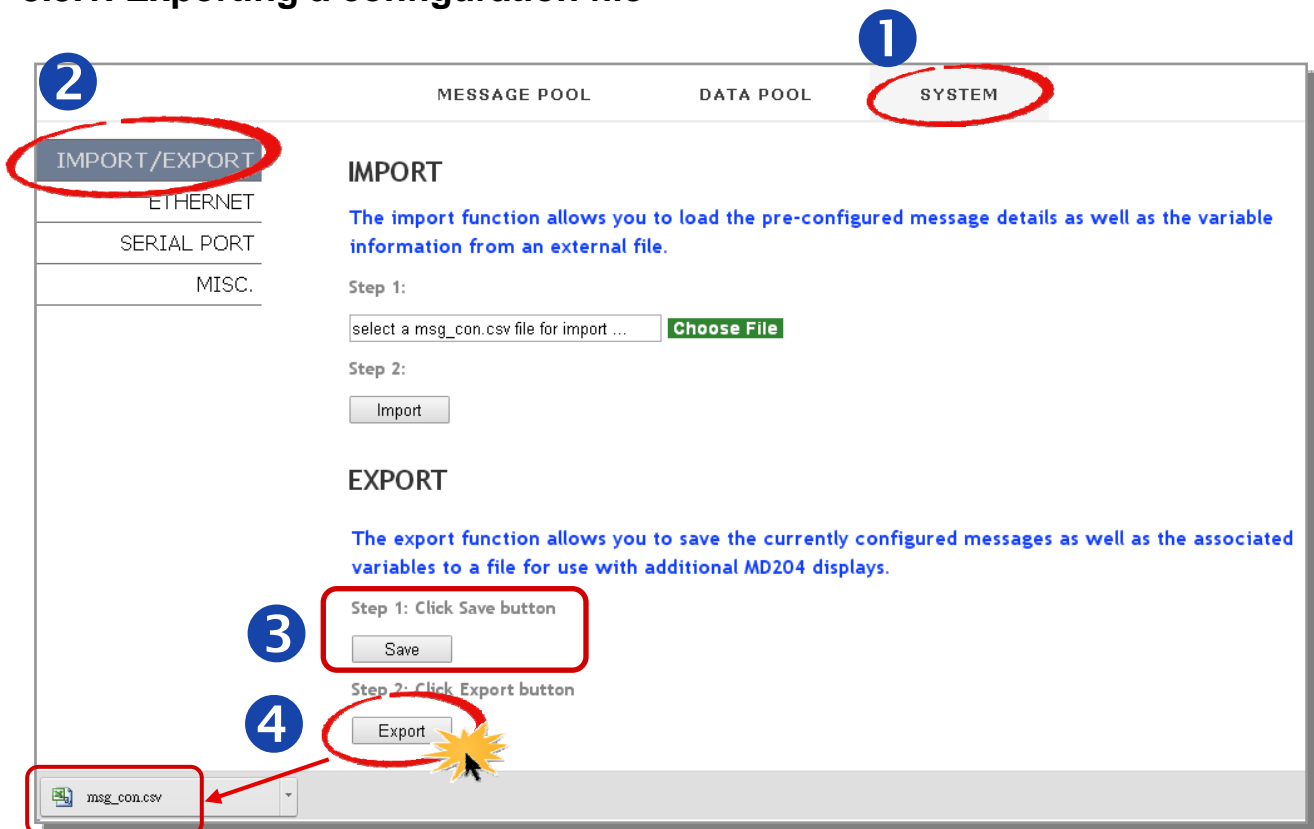 1
2
MESSAGE POOL DATA POOL SYSTEM
IMPORT/EXPORT
ETHERNET
SERIAL PORT
MISC.
IMPORT
The import function allows you to load the pre-configured message details as well as the variable
information from an external file.
Step 1:
select a msg_con.csv file for import ... Choose File
Step 2:
Import
EXPORT
The export function allows you to save the currently configured messages as well as the associated
variables to a file for use with additional MD204 displays.
Step 1: Click Save button
3
Save
Step 2: Click Export button
4
Export
msg_con.csv